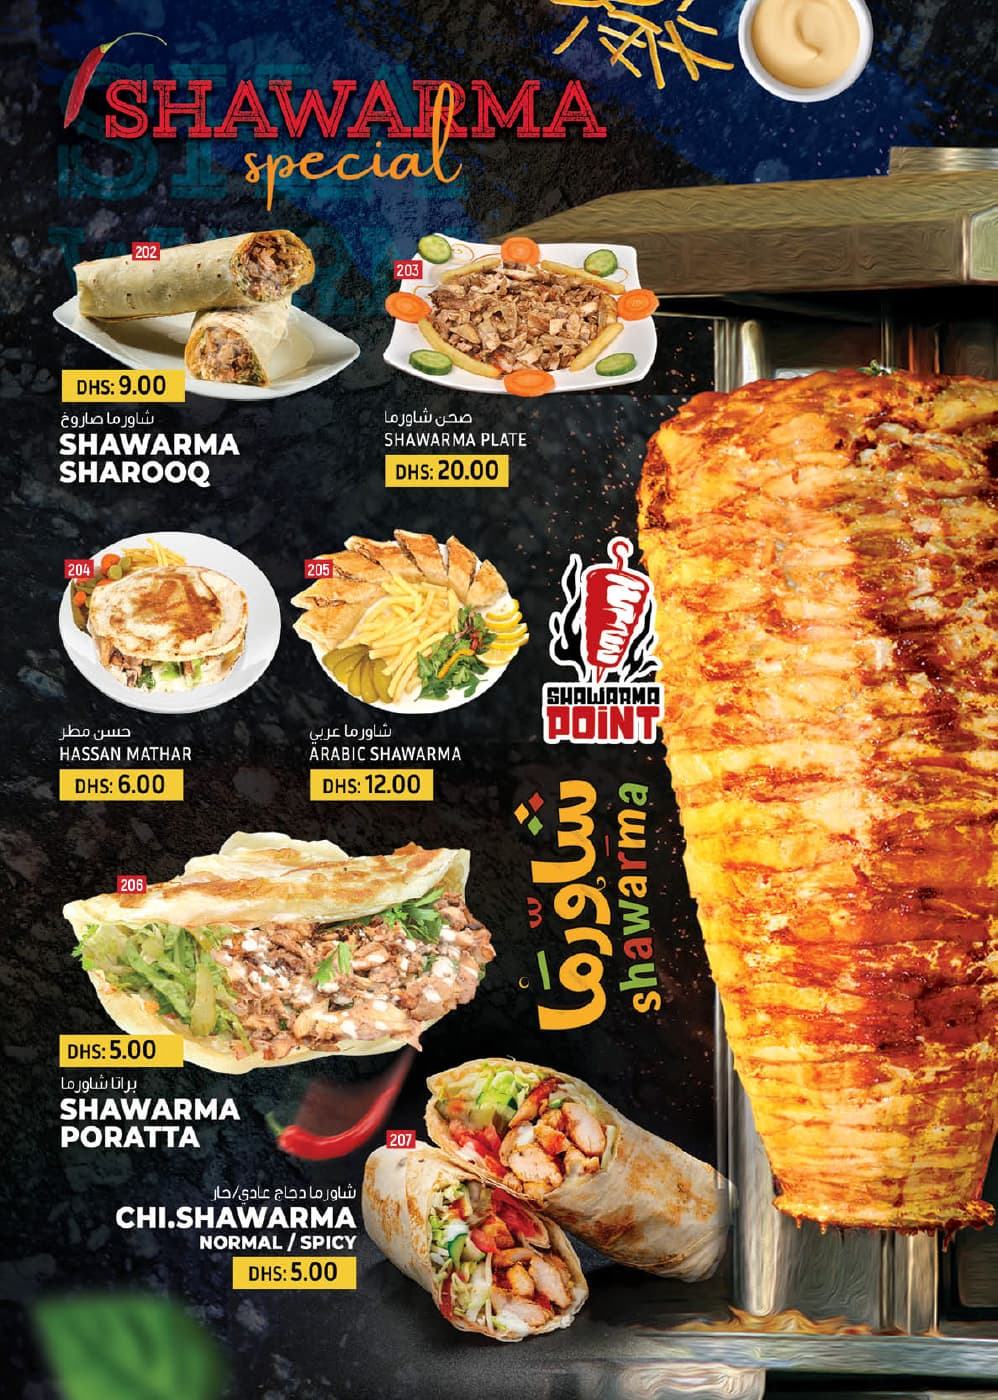 SHAWARMA
special
202
DHS: 9.00
شاورما صاروخ
SHAWARMA
SHAROOQ
203
صحن شاورما
SHAWARMA PLATE
DHS: 20.00
204
حسن مطر
HASSAN MATHAR
DHS: 6.00
205
شاورما عربي
ARABIC SHAWARMA
DHS: 12.00
SHAWARMA
POINT
شاورما
shawarma
206
DHS: 5.00
براتا شاورما
SHAWARMA
PORATTA
207
شاورما دجاج عادي/حار
CHI.SHAWARMA
NORMAL / SPICY
DHS: 5.00